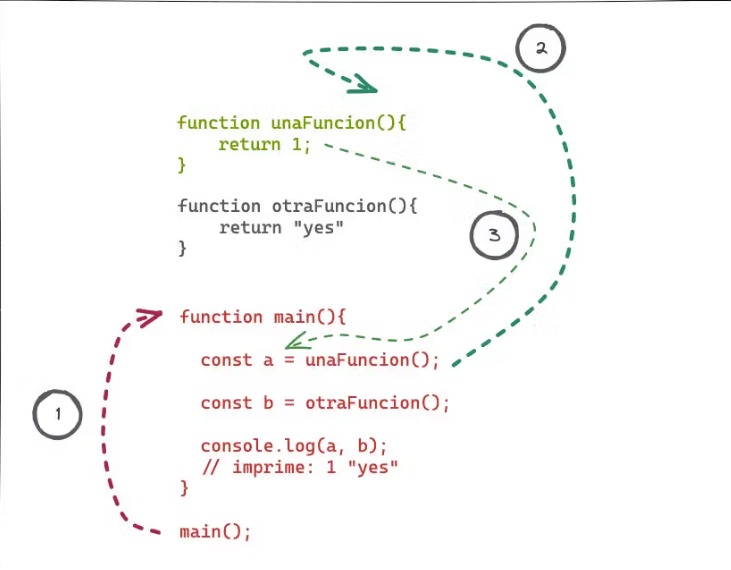 2
function unaFuncion(){
    return 1;
}
function otraFuncion(){
    return "yes"
}
3
function main(){
  const a = unaFuncion();
  const b = otraFuncion();
1
  console.log(a, b);
  // imprime: 1 "yes"
}
main();